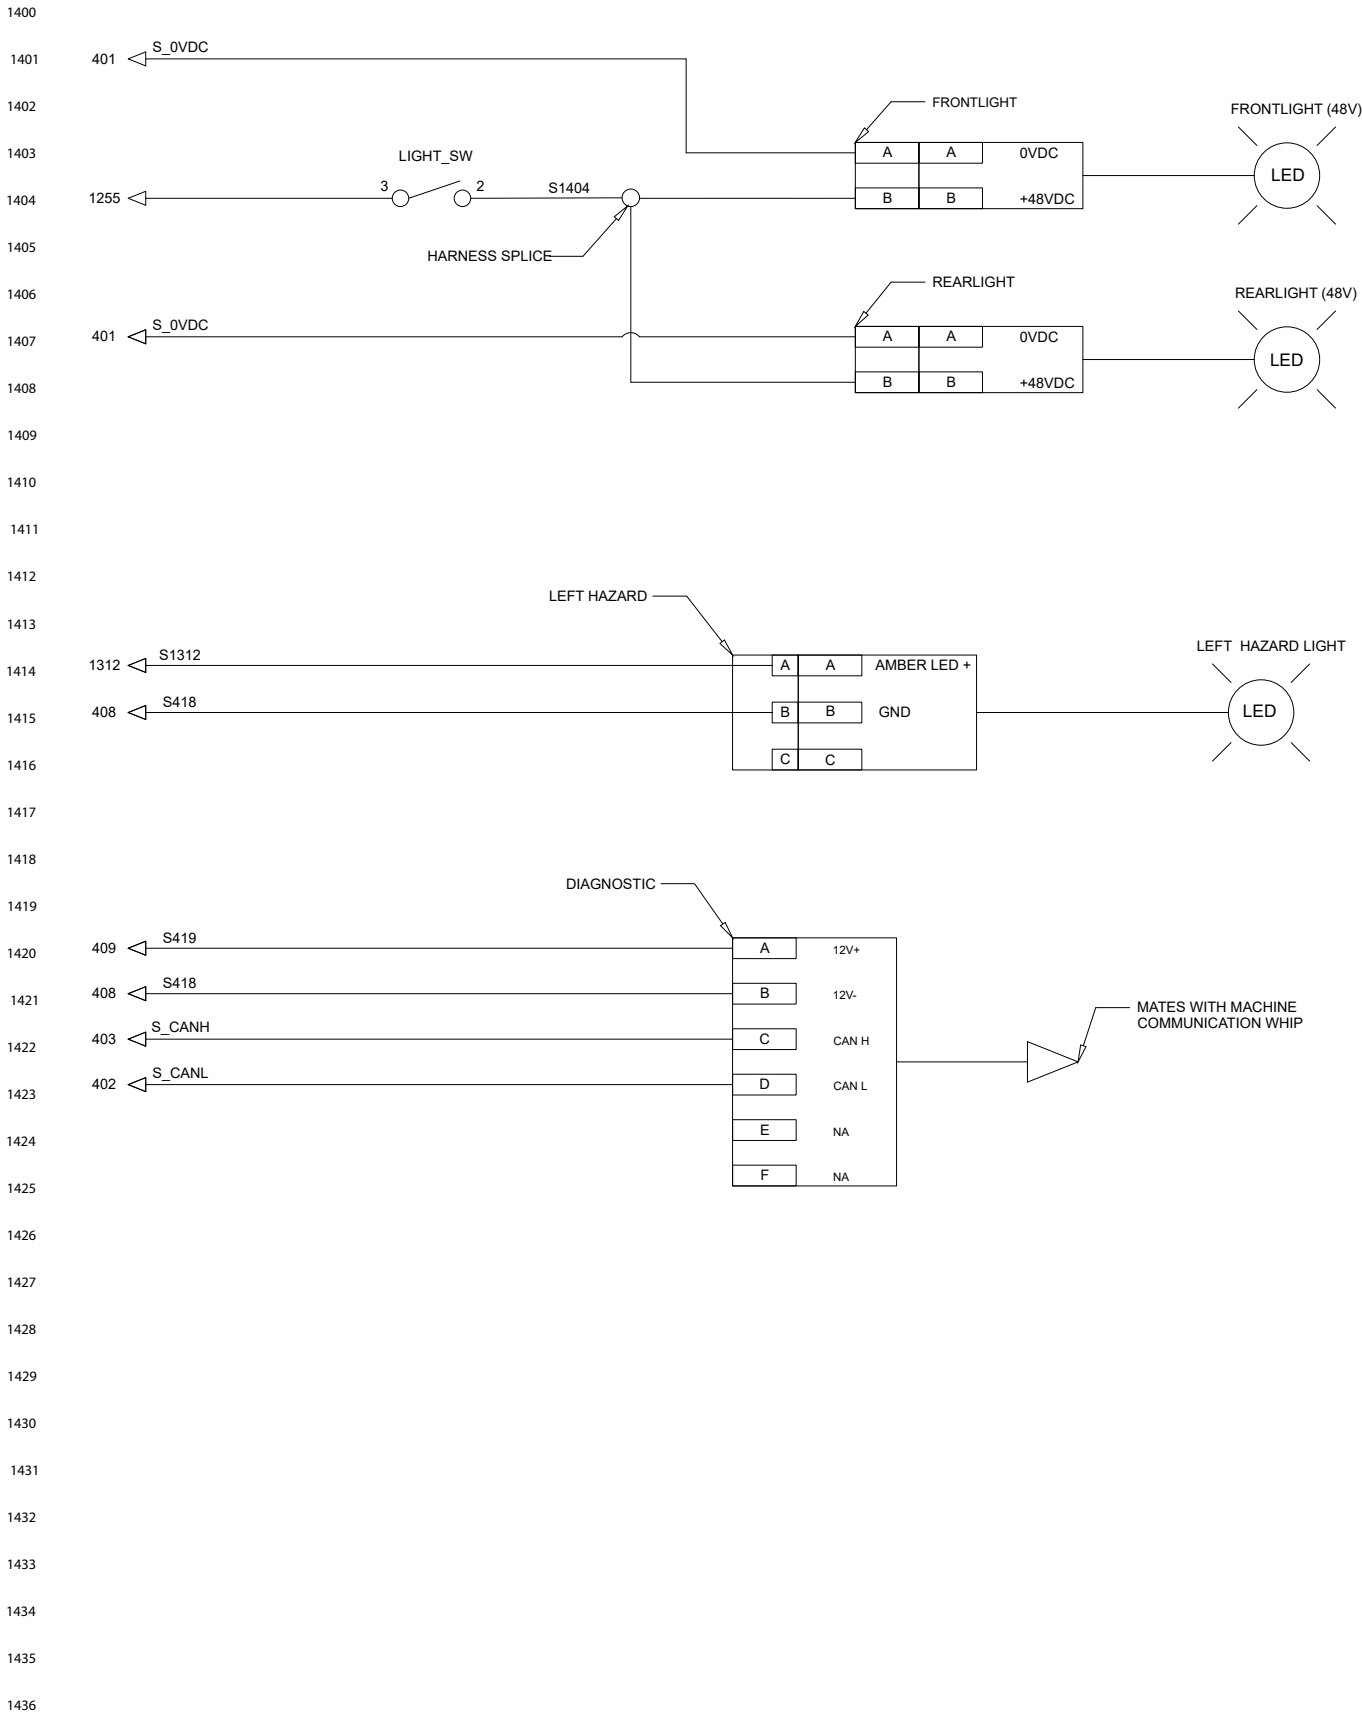 1400
1401 401 S_0VDC
1402 FRONTLIGHT FRONTLIGHT (48V)
1403 LIGHT_SW A A 0VDC
LED
1404 1255 3 2 S1404 B B +48VDC
1405 HARNESS SPLICE
1406 REARLIGHT REARLIGHT (48V)
1407 401 S_0VDC A A 0VDC
LED
1408 B B +48VDC
1409
1410
1411
1412
LEFT HAZARD
1413
LEFT HAZARD LIGHT
1414 1312 S1312 A A AMBER LED +
1415 408 S418 B B GND LED
1416 C C
1417
1418
DIAGNOSTIC
1419
1420 409 S419 A 12V+
1421 408 S418 B 12V-
MATES WITH MACHINE
COMMUNICATION WHIP
1422 403 S_CANH C CAN H
1423 402 S_CANL D CAN L
1424 E NA
1425 F NA
1426
1427
1428
1429
1430
1431
1432
1433
1434
1435
1436